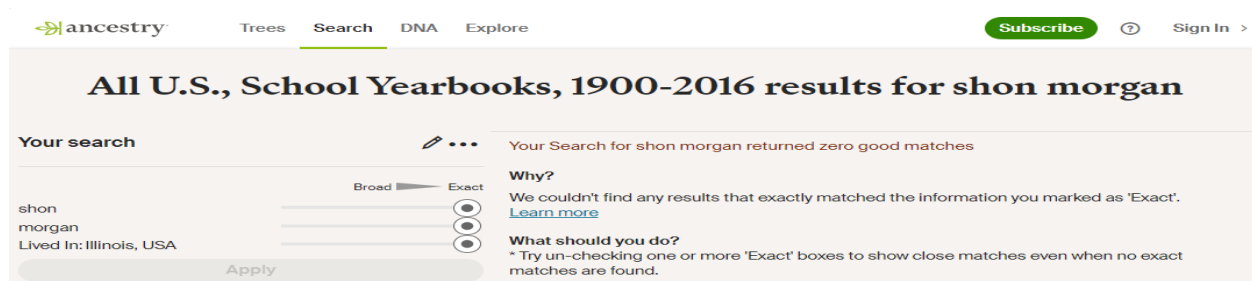 ancestry Trees Search DNA Explore Subscribe ? Sign In >
All U.S., School Yearbooks, 1900-2016 results for shon morgan
Your search
Broad Exact
shon
morgan
Lived In: Illinois, USA
Apply
Your Search for shon morgan returned zero good matches
Why?
We couldn't find any results that exactly matched the information you marked as 'Exact'.
Learn more
What should you do?
* Try un-checking one or more 'Exact' boxes to show close matches even when no exact
matches are found.